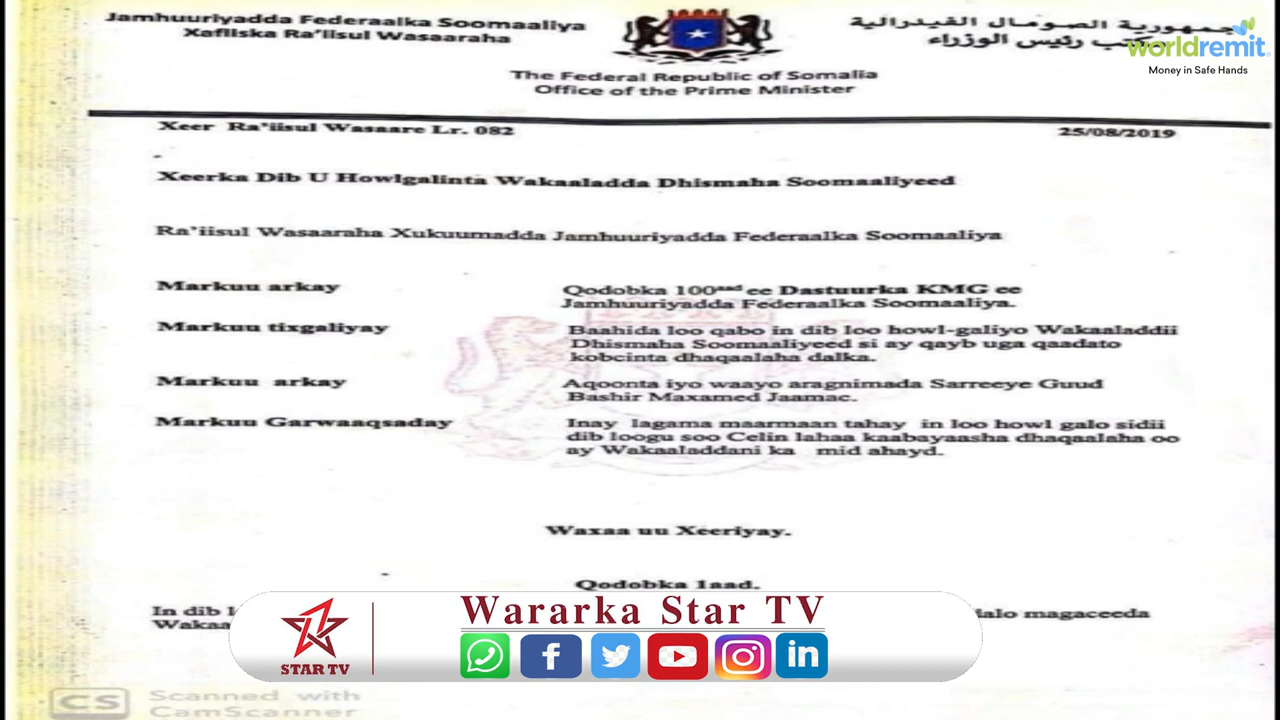 Jamhuuriyadda Federaalka Soomaaliya
Xafiiska Ra'iisul Wasaaraha
جمهورية الصومال الفيدرالية
مكتب رئيس الوزراء
worldremit
Money in Safe Hands
The Federal Republic of Somalia
Office of the Prime Minister
Xeer Ra'iisul Wasaare Lr. 082
25/08/2019
Xeerka Dib U Howlgalinta Wakaaladda Dhismaha Soomaaliyeed
Ra'iisul Wasaaraha Xukuumadda Jamhuuriyadda Federaalka Soomaaliya
Markuu arkay
Qodobka 100aad ee Dastuurka KMG ee
Jamhuuriyadda Federaalka Soomaaliya.
Markuu tixgaliyay
Baahida loo qabo in dib loo howl-galiyo Wakaaladdii
Dhismaha Soomaaliyeed si ay qayb uga qaadato
kobcinta dhaqaalaha dalka.
Markuu arkay
Aqoonta iyo waayo aragnimada Sarreeye Guud
Bashir Maxamed Jaamac.
Markuu Garwaaqsaday
Inay lagama maarmaan tahay in loo howl galo sidii
dib loogu soo Celin lahaa kaabayaasha dhaqaalaha oo
ay Wakaaladdani ka mid ahayd.
Waxaa uu Xeeriyay.
Qodobka 1aad.
In dib l
lalo magaceeda
Wakaa
Wararka Star TV
STAR TV
CS Scanned with
CamScanner